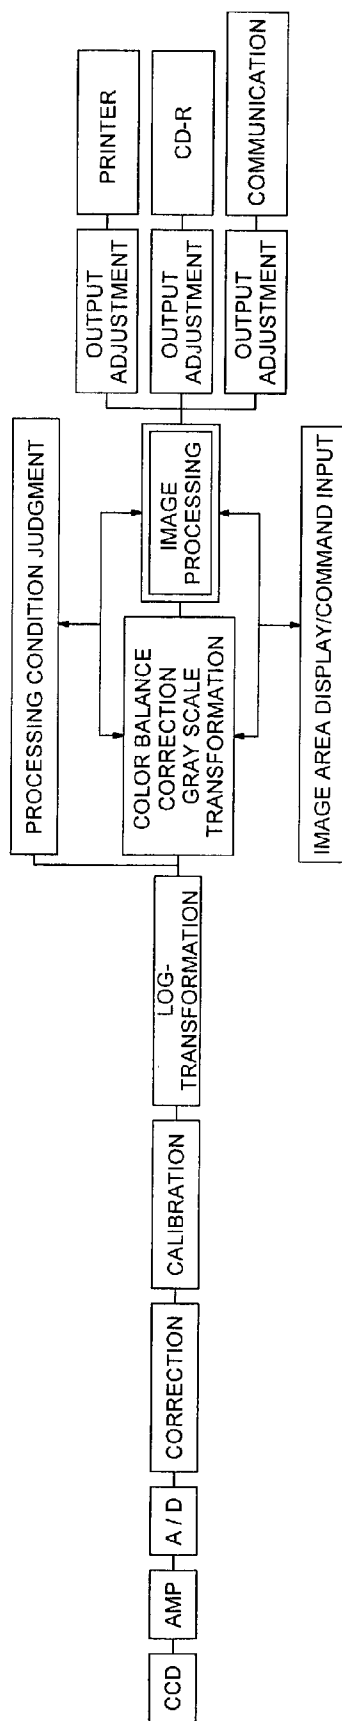 CCD
AMP
A / D
CORRECTION
CALIBRATION
LOG-
TRANSFORMATION
PROCESSING CONDITION JUDGMENT
COLOR BALANCE
CORRECTION
GRAY SCALE
TRANSFORMATION
IMAGE
PROCESSING
IMAGE AREA DISPLAY/COMMAND INPUT
OUTPUT
ADJUSTMENT
PRINTER
OUTPUT
ADJUSTMENT
CD-R
OUTPUT
ADJUSTMENT
COMMUNICATION